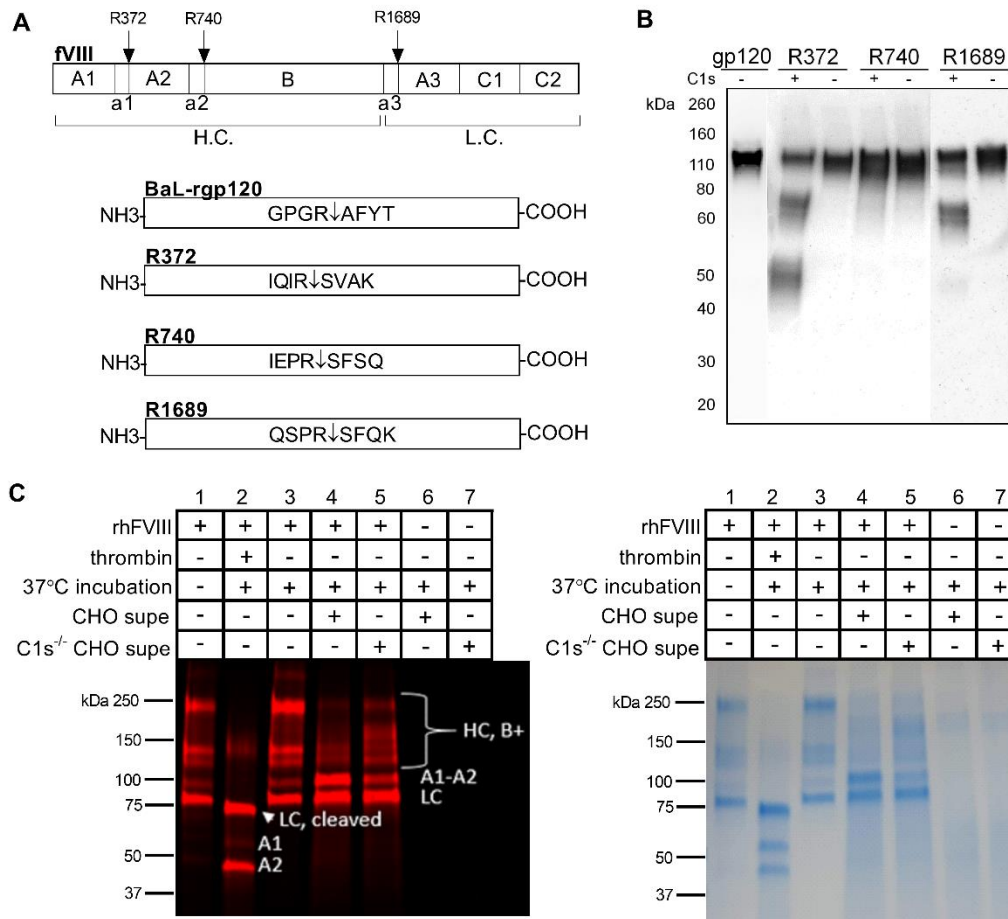 A
R372 R740 R1689
fVIII
A1 A2 B A3 C1 C2
a1 a2 a3
H.C. L.C.
BaL-rgp120
NH3- GPGR↓AFYT -COOH
R372
NH3- IQIR↓SVAK -COOH
R740
NH3- IEPR↓SFSQ -COOH
R1689
NH3- QSPR↓SFQK -COOH
B
gp120 R372 R740 R1689
C1s + - + - + -
kDa
260
160
110
80
60
50
40
30
20
C
1 2 3 4 5 6 7
rhFVIII + + + + + - -
thrombin - + - - - - -
37°C incubation - + + + + + +
CHO supe - - - + - + -
C1s-/- CHO supe - - - - + - +
kDa 250
150
100
75
50
37
HC, B+
A1-A2
LC
LC, cleaved
A1
A2
1 2 3 4 5 6 7
rhFVIII + + + + + - -
thrombin - + - - - - -
37°C incubation - + + + + + +
CHO supe - - - + - + -
C1s-/- CHO supe - - - - + - +
kDa 250
150
100
75
50
37